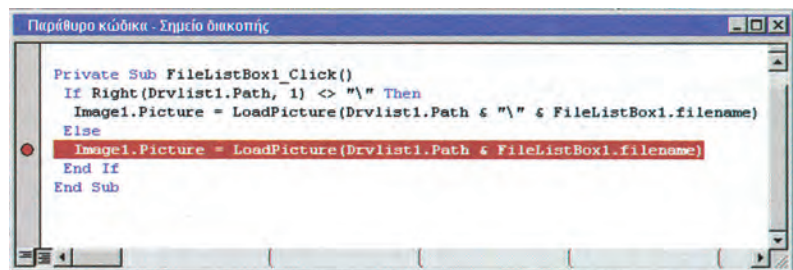 Παράθυρο κώδικα - Σημείο διακοπής
Private Sub FileListBox1_Click()
If Right(Drvlist1.Path, 1) <> "\" Then
Image1.Picture = LoadPicture(Drvlist1.Path & "\" & FileListBox1.filename)
Else
Image1.Picture = LoadPicture(Drvlist1.Path & FileListBox1.filename)
End If
End Sub